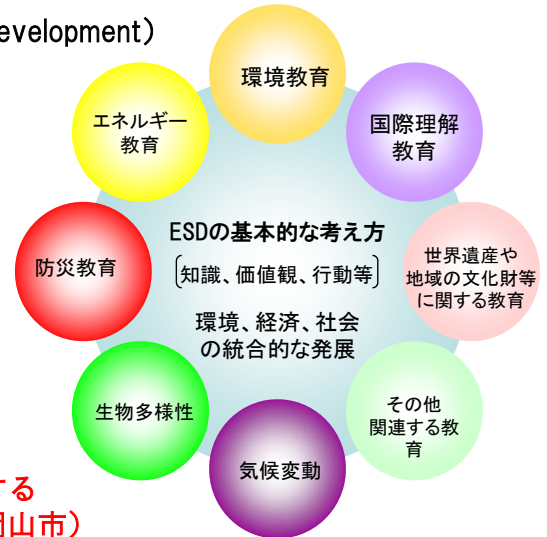 evelopment)
環境教育
エネルギー
教育
国際理解
教育
ESDの基本的な考え方
〔知識、価値観、行動等〕
環境、経済、社会
の統合的な発展
防災教育
世界遺産や
地域の文化財等
に関する教育
生物多様性
その他
関連する教
育
気候変動
する
山市)